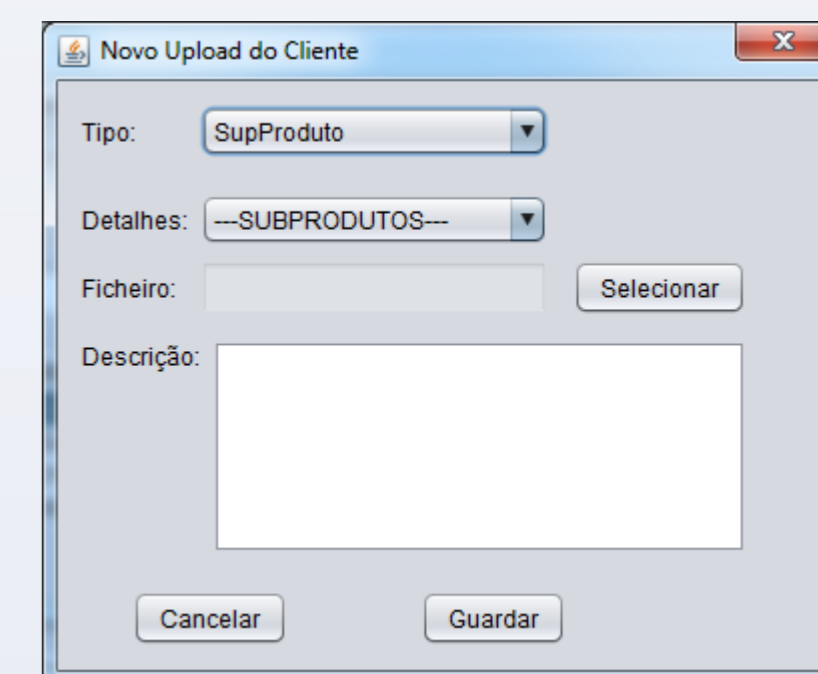 Novo Upload do Cliente
Tipo: SupProduto
Detalhes: ---SUBPRODUTOS---
Ficheiro: Selecionar
Descrição:
Cancelar Guardar